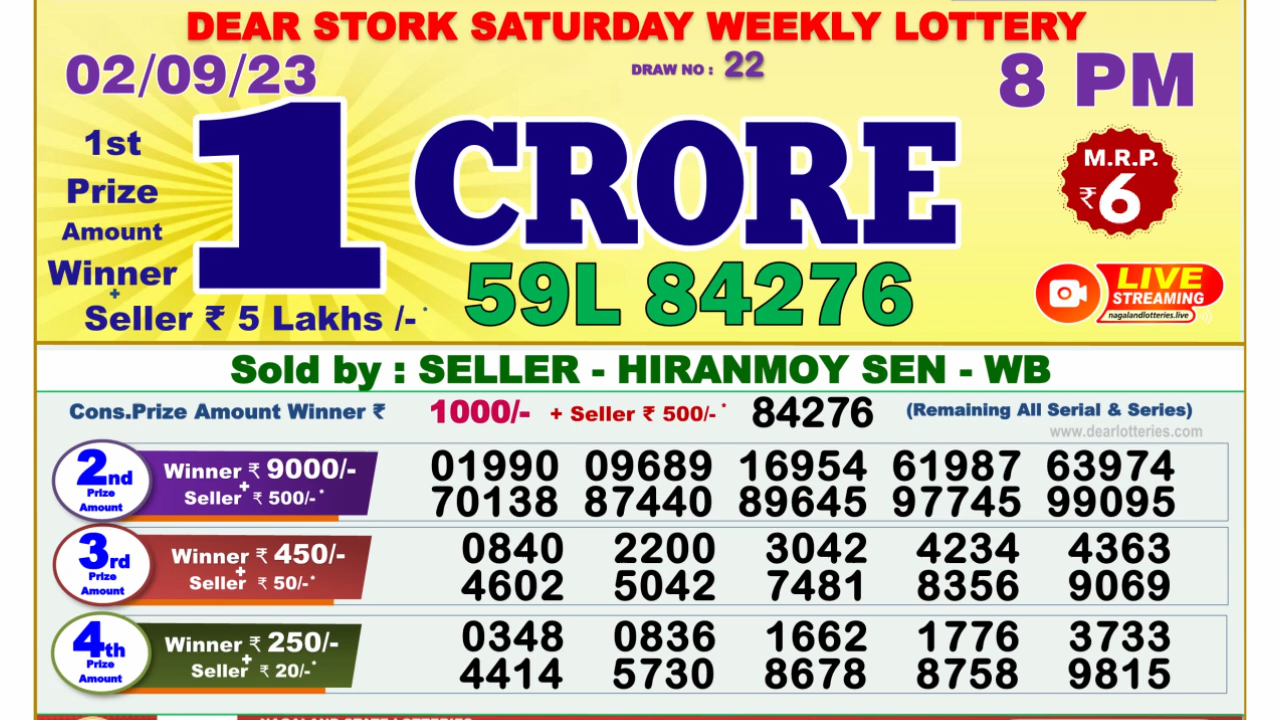 DEAR STORK SATURDAY WEEKLY LOTTERY
02/09/23
DRAW NO : 22
8 PM
1st
Prize
Amount
Winner
+
Seller ₹ 5 Lakhs /-*
1 CRORE
59L 84276
M.R.P.
₹6
LIVE
STREAMING
nagalandlotteries.live
Sold by : SELLER - HIRANMOY SEN - WB
Cons.Prize Amount Winner ₹ 1000/- + Seller ₹ 500/-* 84276 (Remaining All Serial & Series)
www.dearlotteries.com
2nd
Prize
Amount
Winner ₹ 9000/-
+
Seller ₹ 500/-*
01990 09689 16954 61987 63974
70138 87440 89645 97745 99095
3rd
Prize
Amount
Winner ₹ 450/-
+
Seller ₹ 50/-*
0840 2200 3042 4234 4363
4602 5042 7481 8356 9069
4th
Prize
Amount
Winner ₹ 250/-
+
Seller ₹ 20/-*
0348 0836 1662 1776 3733
4414 5730 8678 8758 9815